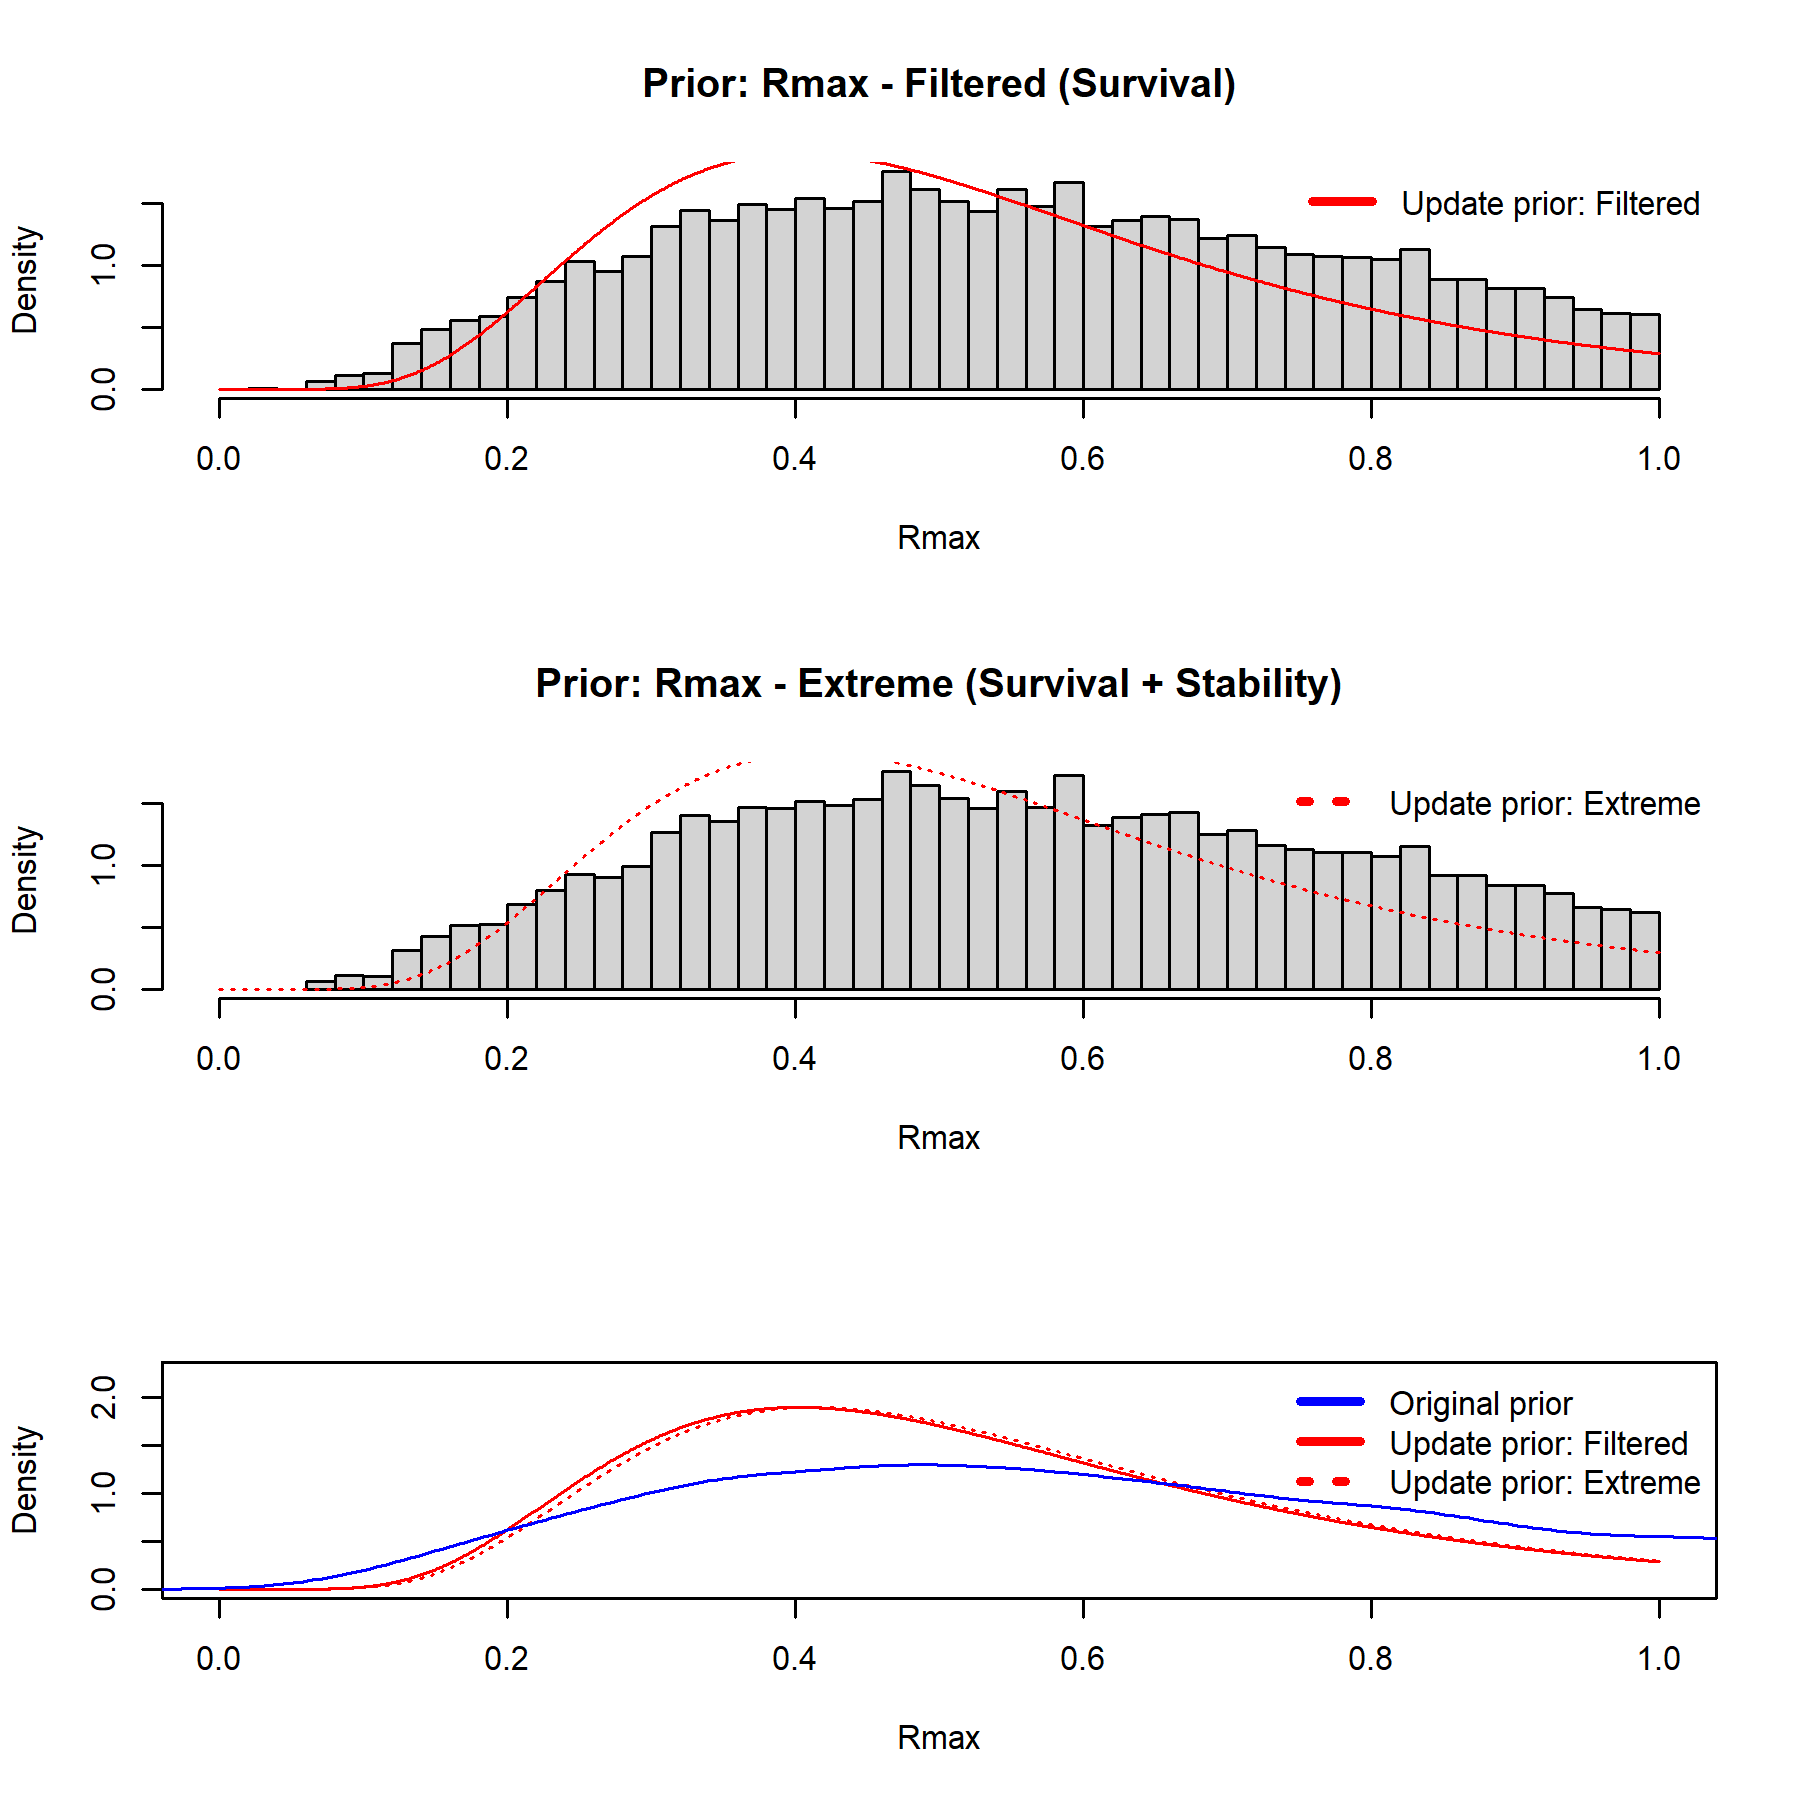 Prior: Rmax - Filtered (Survival)
Update prior: Filtered
Density
0.0 1.0
0.0 0.2 0.4 0.6 0.8 1.0
Rmax
Prior: Rmax - Extreme (Survival + Stability)
Update prior: Extreme
Density
0.0 1.0
0.0 0.2 0.4 0.6 0.8 1.0
Rmax
Original prior
Update prior: Filtered
Update prior: Extreme
Density
0.0 1.0 2.0
0.0 0.2 0.4 0.6 0.8 1.0
Rmax